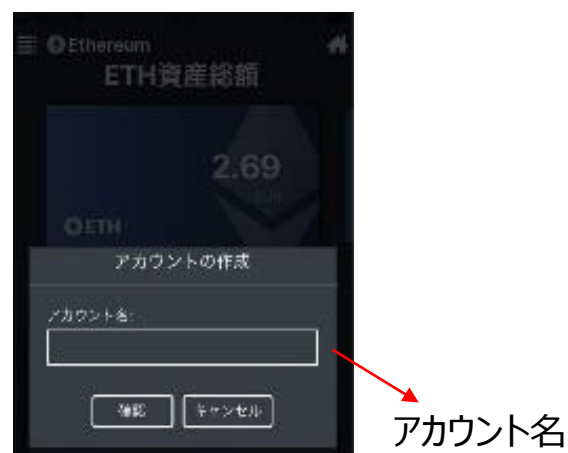 Ethereum
ETH資産総額
2.69
ETH
アカウントの作成
アカウント名:
確認
キャンセル
アカウント名